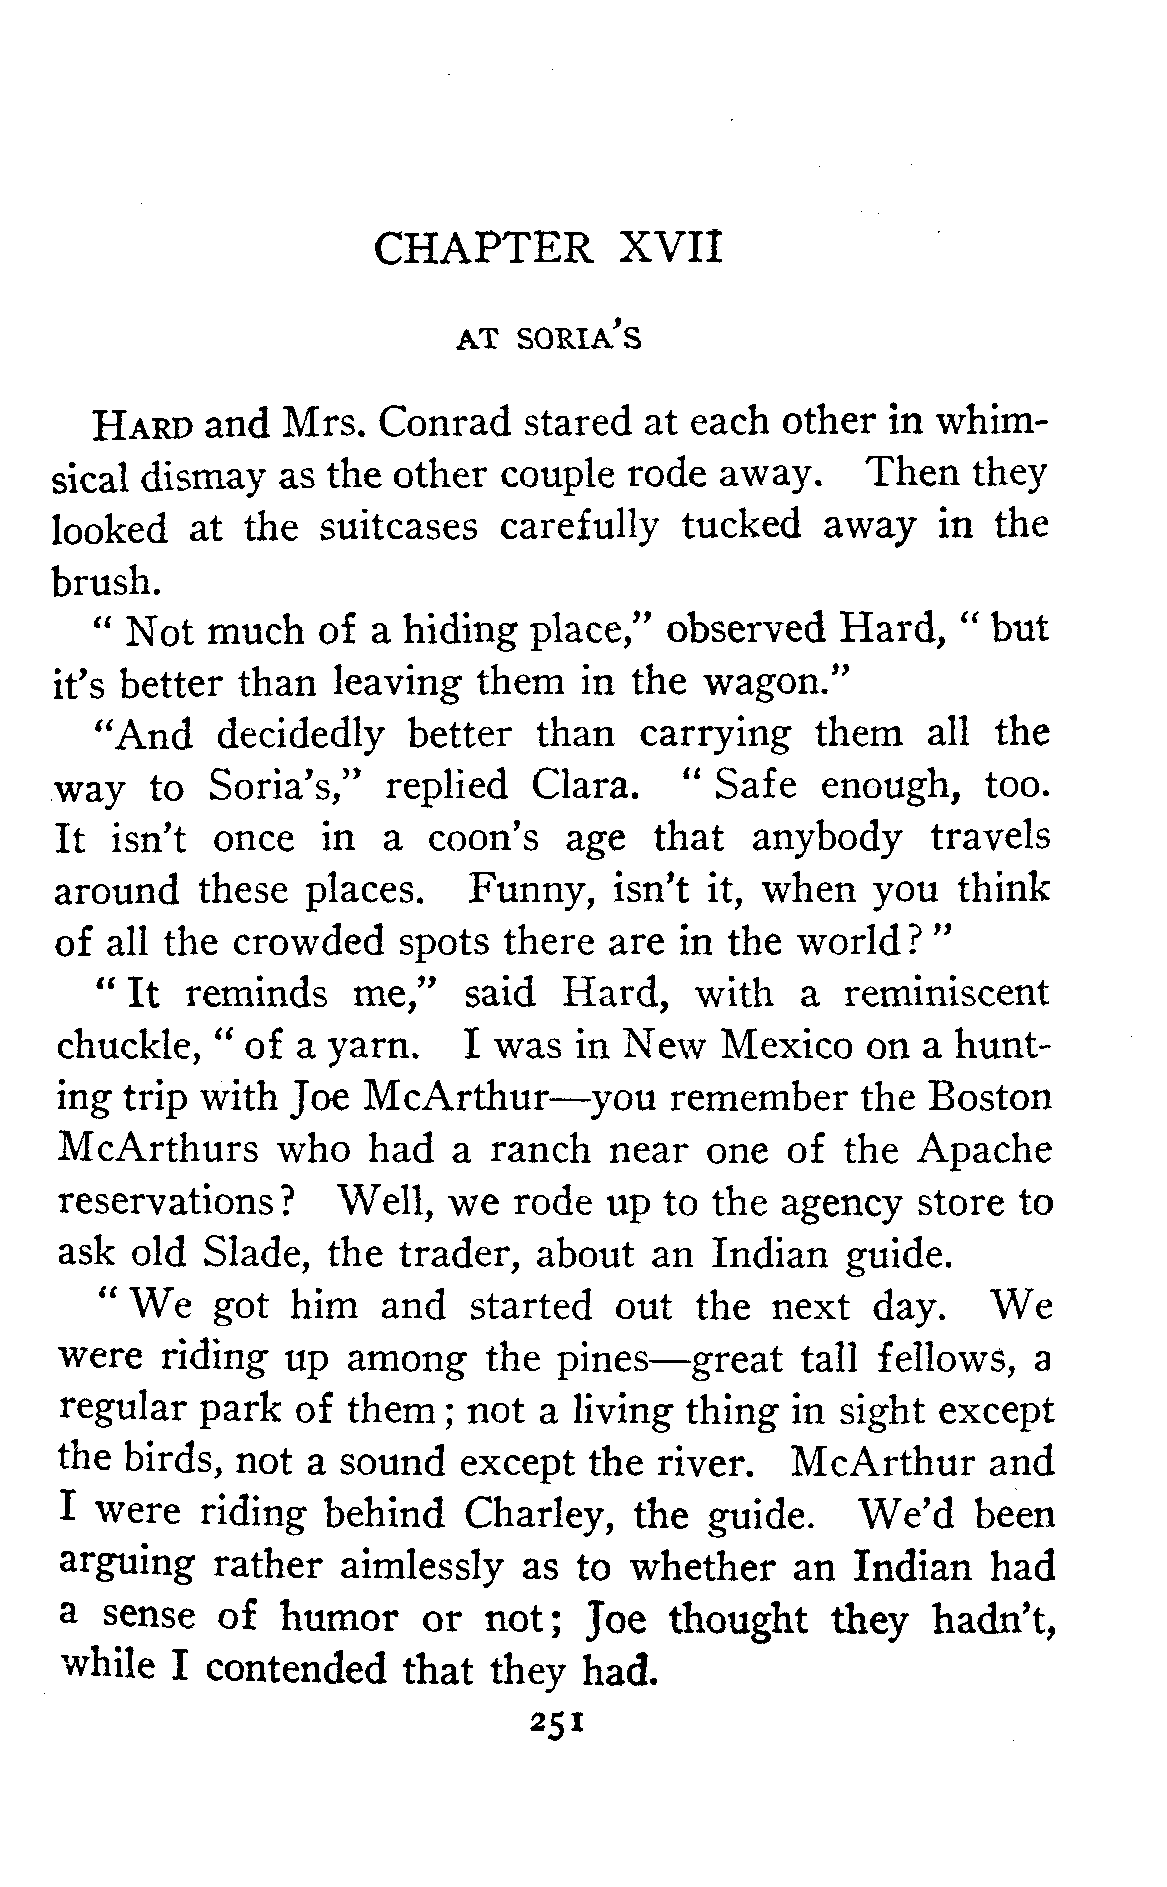 CHAPTER XVII
AT SORIA'S
HARD and Mrs. Conrad stared at each other in whim-
sical dismay as the other couple rode away. Then they
looked at the suitcases carefully tucked away in the
brush.
" Not much of a hiding place," observed Hard, " but
it's better than leaving them in the wagon."
"And decidedly better than carrying them all the
way to Soria's," replied Clara. " Safe enough, too.
It isn't once in a coon's age that anybody travels
around these places. Funny, isn't it, when you think
of all the crowded spots there are in the world? "
" It reminds me," said Hard, with a reminiscent
chuckle, " of a yarn. I was in New Mexico on a hunt-
ing trip with Joe McArthur—you remember the Boston
McArthurs who had a ranch near one of the Apache
reservations? Well, we rode up to the agency store to
ask old Slade, the trader, about an Indian guide.
" We got him and started out the next day. We
were riding up among the pines—great tall fellows, a
regular park of them; not a living thing in sight except
the birds, not a sound except the river. McArthur and
I were riding behind Charley, the guide. We'd been
arguing rather aimlessly as to whether an Indian had
a sense of humor or not; Joe thought they hadn't,
while I contended that they had.
251